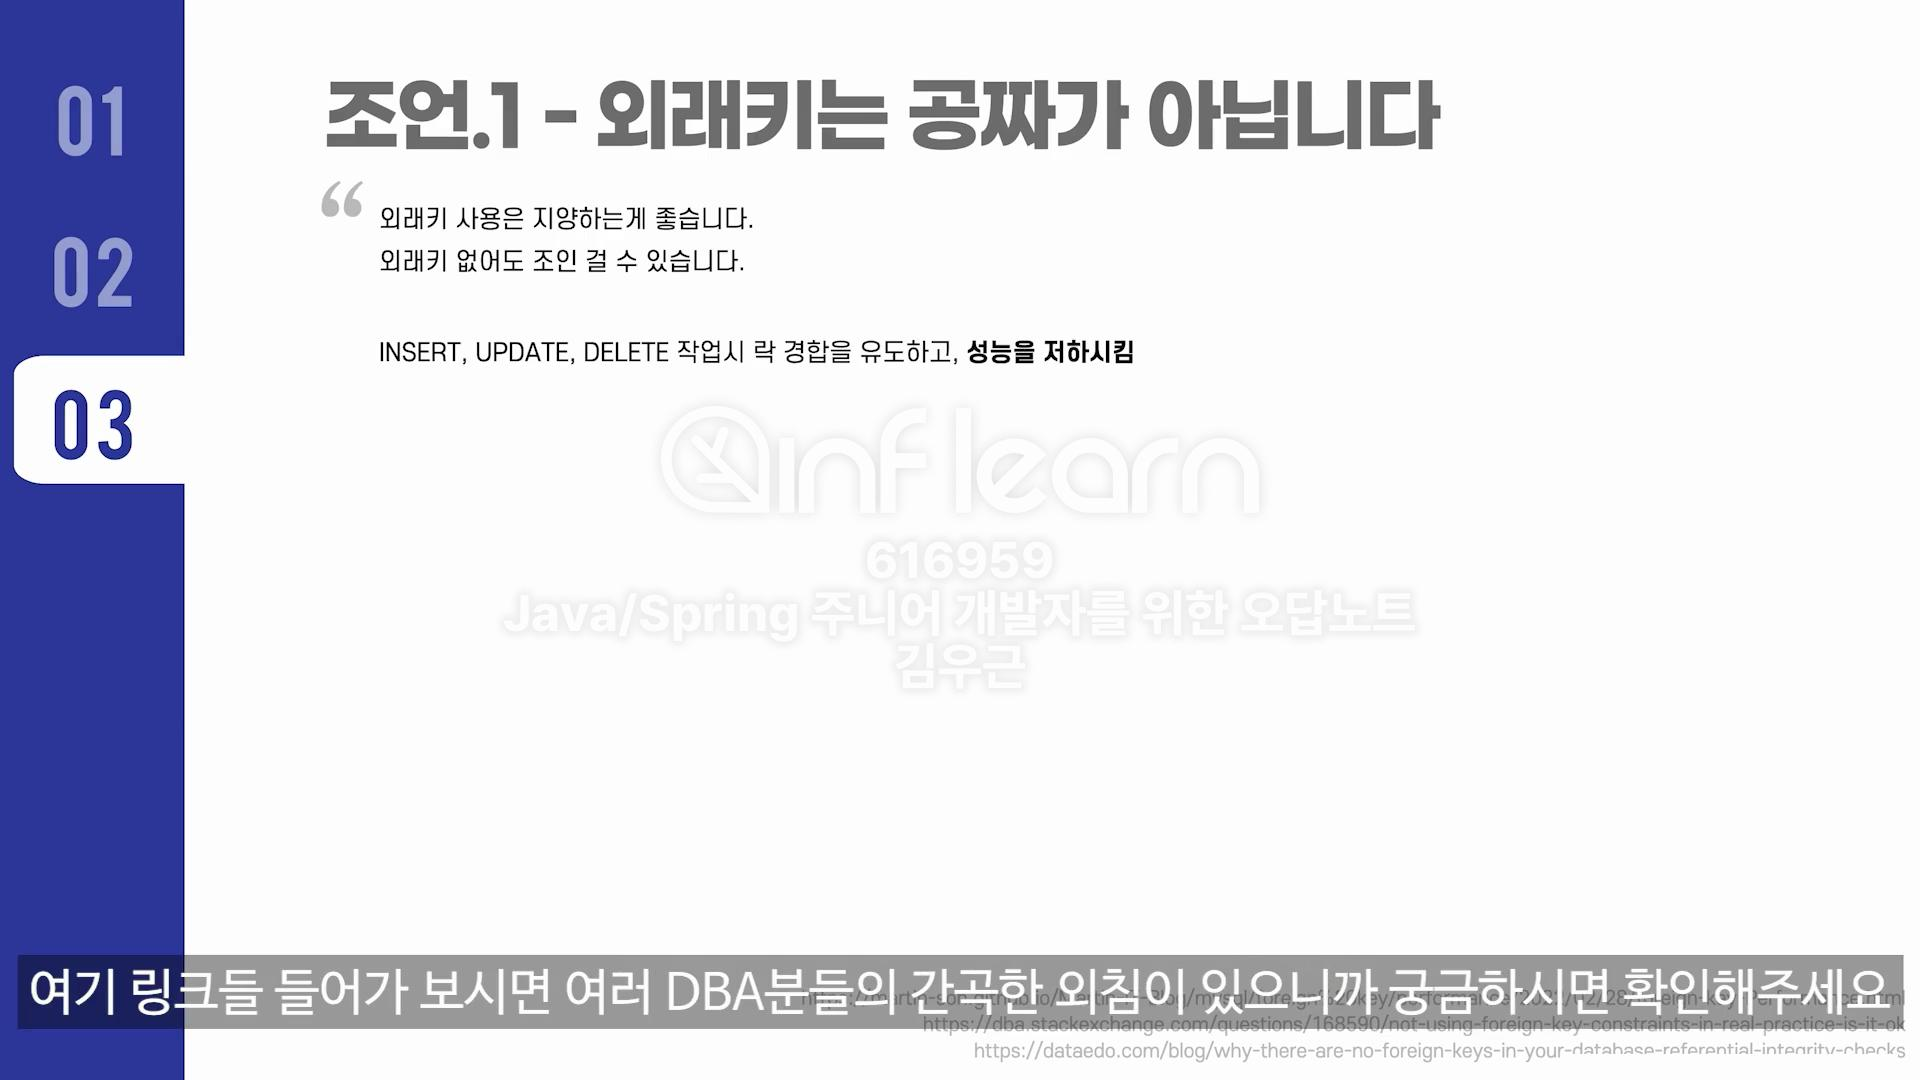 01
02
03
조언.1 - 외래키는 공짜가 아닙니다
“
외래키 사용은 지양하는게 좋습니다.
외래키 없어도 조인 걸 수 있습니다.
INSERT, UPDATE, DELETE 작업시 락 경합을 유도하고, 성능을 저하시킴
inflearn
616959
Java/Spring 주니어 개발자를 위한 오답노트
김우근
여기 링크들 들어가 보시면 여러 DBA분들의 간곡한 외침이 있으니까 궁금하시면 확인해주세요
https://dba.stackexchange.com/questions/168590/not-using-foreign-key-constraints-in-real-practice-is-it-ok
https://dataedo.com/blog/why-there-are-no-foreign-keys-in-your-database-referential-integrity-checks